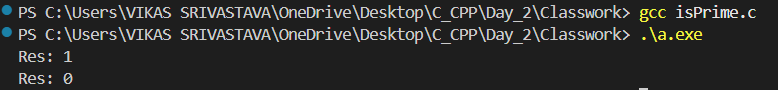 PS C:\Users\VIKAS SRIVASTAVA\OneDrive\Desktop\C_CPP\Day_2\Classwork> gcc isPrime.c
PS C:\Users\VIKAS SRIVASTAVA\OneDrive\Desktop\C_CPP\Day_2\Classwork> .\a.exe
Res: 1
Res: 0